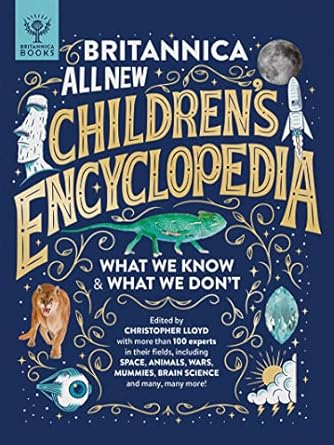 BRITANNICA
BOOKS
BRITANNICA
ALL NEW
CHILDREN'S
ENCYCLOPEDIA
WHAT WE KNOW
& WHAT WE DON'T
Edited by
CHRISTOPHER LLOYD
with more than 100 experts
in their fields, including
SPACE, ANIMALS, WARS,
MUMMIES, BRAIN SCIENCE
and many, many more!